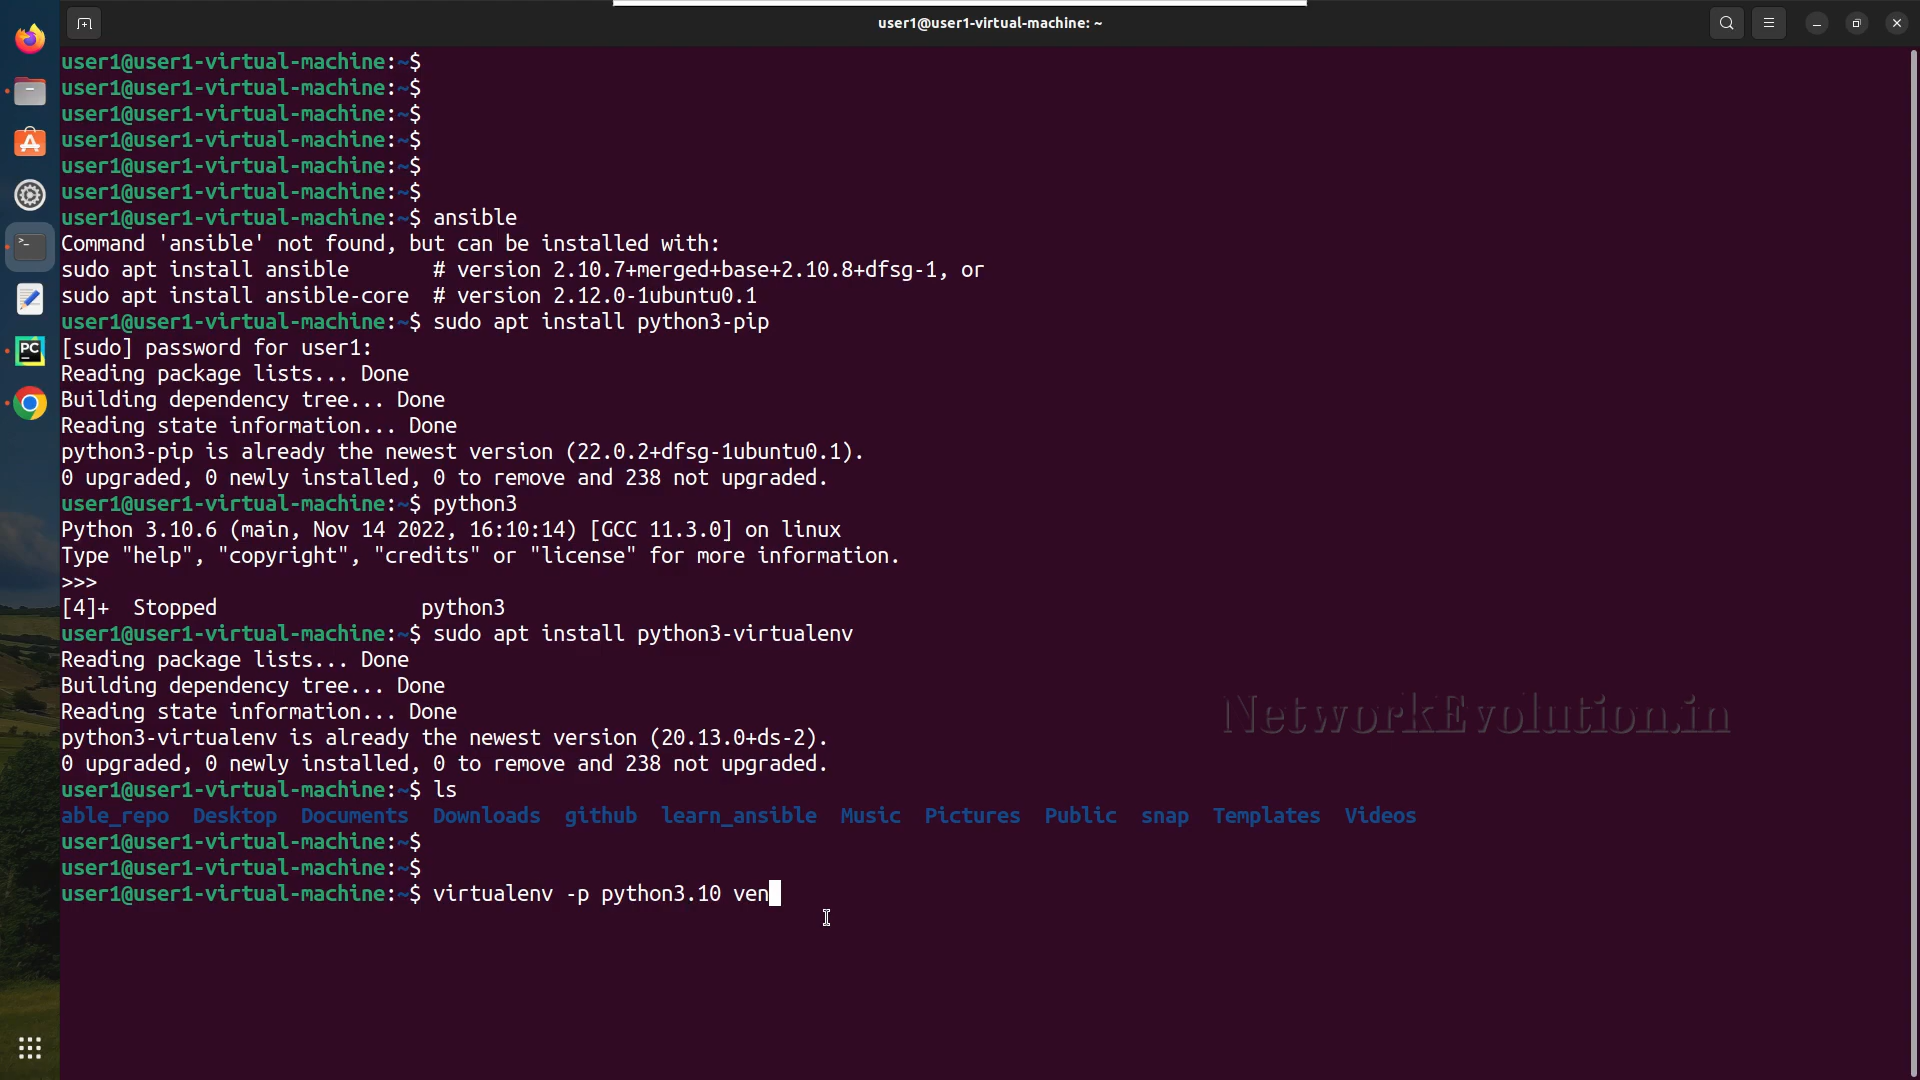 user1@user1-virtual-machine: ~
user1@user1-virtual-machine:~$
user1@user1-virtual-machine:~$
user1@user1-virtual-machine:~$
user1@user1-virtual-machine:~$
user1@user1-virtual-machine:~$
user1@user1-virtual-machine:~$
user1@user1-virtual-machine:~$ ansible
Command 'ansible' not found, but can be installed with:
sudo apt install ansible       # version 2.10.7+merged+base+2.10.8+dfsg-1, or
sudo apt install ansible-core  # version 2.12.0-1ubuntu0.1
user1@user1-virtual-machine:~$ sudo apt install python3-pip
[sudo] password for user1:
Reading package lists... Done
Building dependency tree... Done
Reading state information... Done
python3-pip is already the newest version (22.0.2+dfsg-1ubuntu0.1).
0 upgraded, 0 newly installed, 0 to remove and 238 not upgraded.
user1@user1-virtual-machine:~$ python3
Python 3.10.6 (main, Nov 14 2022, 16:10:14) [GCC 11.3.0] on linux
Type "help", "copyright", "credits" or "license" for more information.
>>>
[4]+  Stopped                 python3
user1@user1-virtual-machine:~$ sudo apt install python3-virtualenv
Reading package lists... Done
Building dependency tree... Done
Reading state information... Done
python3-virtualenv is already the newest version (20.13.0+ds-2).
0 upgraded, 0 newly installed, 0 to remove and 238 not upgraded.
user1@user1-virtual-machine:~$ ls
able_repo  Desktop  Documents  Downloads  github  learn_ansible  Music  Pictures  Public  snap  Templates  Videos
user1@user1-virtual-machine:~$
user1@user1-virtual-machine:~$
user1@user1-virtual-machine:~$ virtualenv -p python3.10 ven
NetworkEvolution.in
PC